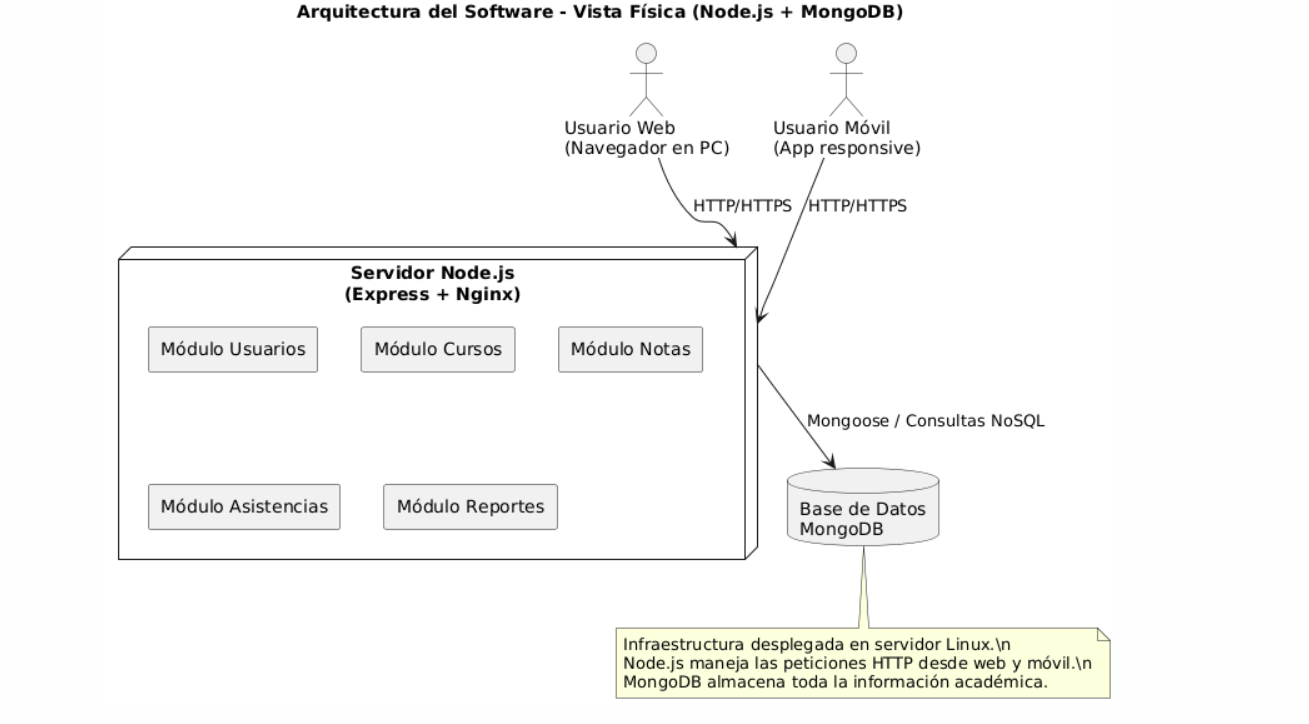 Arquitectura del Software - Vista Física (Node.js + MongoDB)
Usuario Web
(Navegador en PC)
Usuario Móvil
(App responsive)
HTTP/HTTPS
HTTP/HTTPS
Servidor Node.js
(Express + Nginx)
Módulo Usuarios
Módulo Cursos
Módulo Notas
Mongoose / Consultas NoSQL
Módulo Asistencias
Módulo Reportes
Base de Datos
MongoDB
Infraestructura desplegada en servidor Linux.\n
Node.js maneja las peticiones HTTP desde web y móvil.\n
MongoDB almacena toda la información académica.